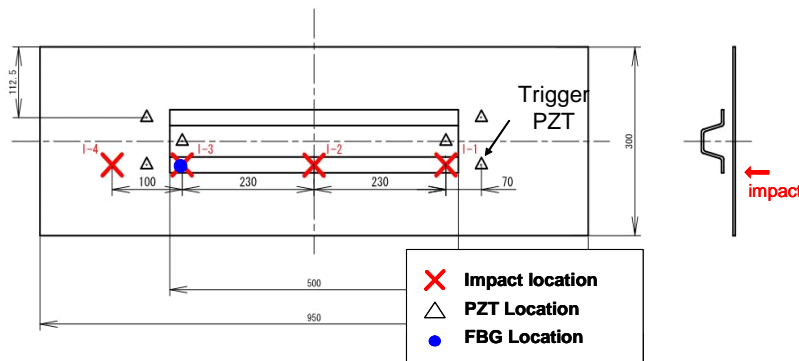 112.5
Trigger
PZT
300
I-4
I-3
I-2
I-1
100
230
230
70
impact
500
950
Impact location
PZT Location
FBG Location